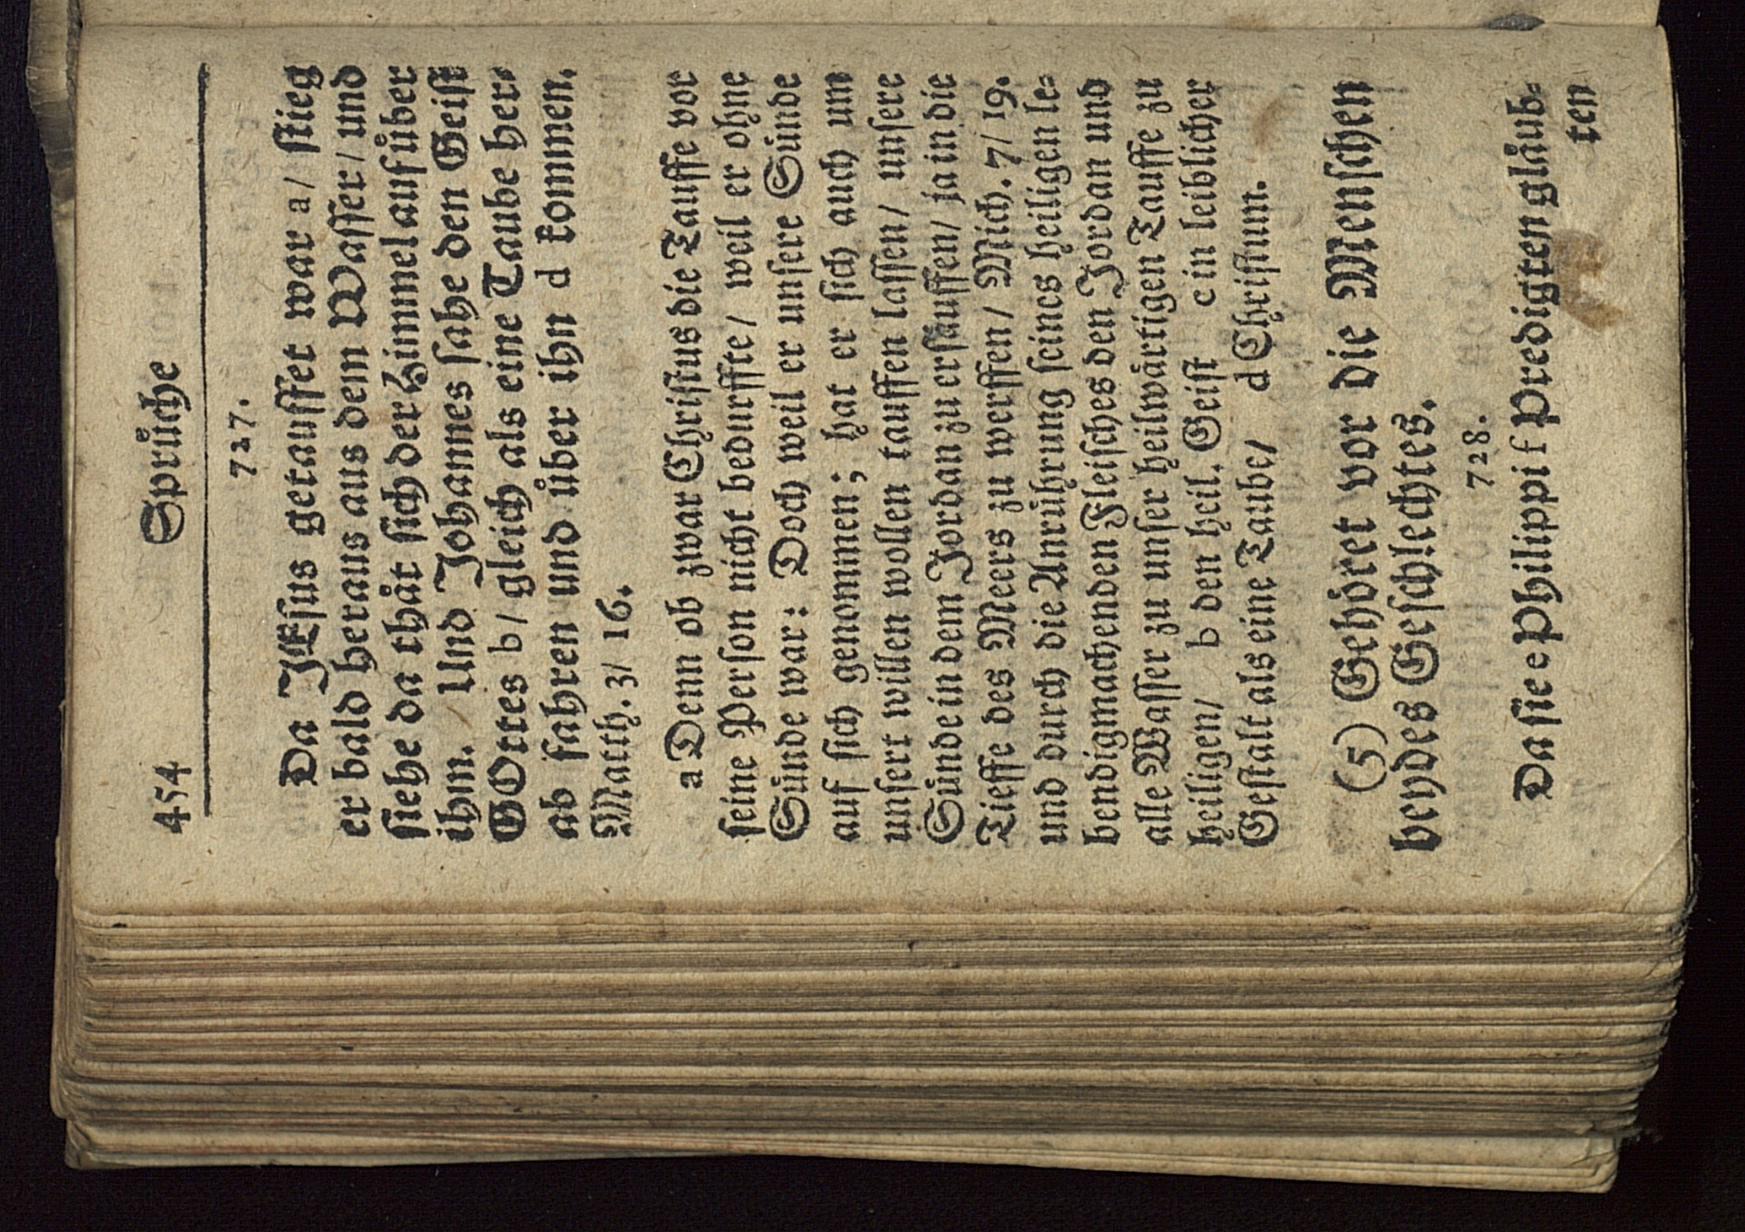 454 Sprüche
727.
Da JEsus getauffet war a/ stieg
er bald heraus aus dem Wasser/ und
siehe da thät sich der Himmel auf über
ihm. Und Johannes sahe den Geist
GOttes b/ gleich als eine Taube her-
ab fahren und über ihn d kommen.
Matth. 3/ 16.
a Denn ob zwar Christus die Tauffe vor
seine Person nicht bedurffte/ weil er ohne
Sünde war: Doch weil er unsere Sünde
auf sich genommen; hat er sich auch um
unsert willen wollen tauffen lassen/ unsere
Sünde in dem Jordan zu ersäuffen/ ja in die
Tieffe des Meers zu werffen/ Mich. 7/ 19.
und durch die Anrührung seines heiligen le-
bendigmachenden Fleisches den Jordan und
alle Wasser zu unser heilwärtigen Tauffe zu
heiligen/ b den heil. Geist c in leiblicher
Gestalt als eine Taube/ d Christum.
(5) Gehöret vor die Menschen
beydes Geschlechtes.
728.
Da sie e Philippi f Predigten gläub-
ten